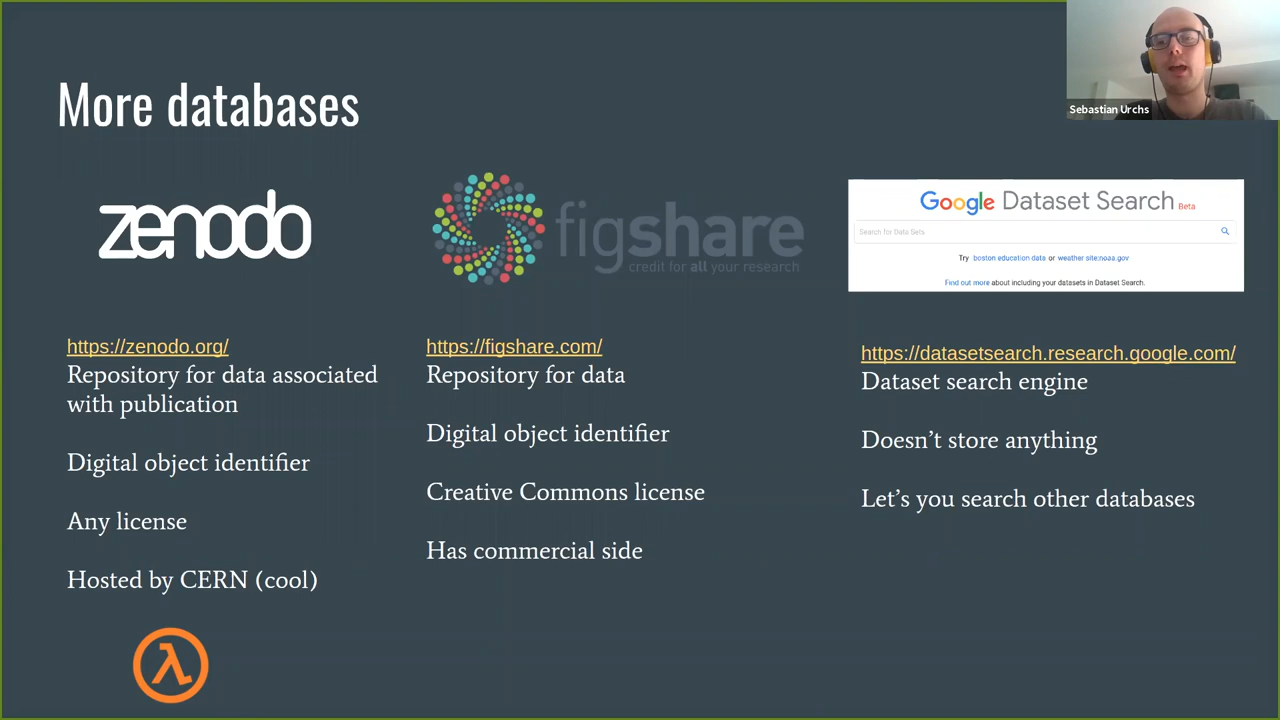 Sebastian Urchs
More databases
zenodo
figshare
credit for all your research
Google Dataset Search Beta
Search for Data Sets
Try boston education data or weather site:noaa.gov
Find out more about including your datasets in Dataset Search.
https://zenodo.org/
Repository for data associated
with publication
Digital object identifier
Any license
Hosted by CERN (cool)
λ
https://figshare.com/
Repository for data
Digital object identifier
Creative Commons license
Has commercial side
https://datasetsearch.research.google.com/
Dataset search engine
Doesn’t store anything
Let’s you search other databases